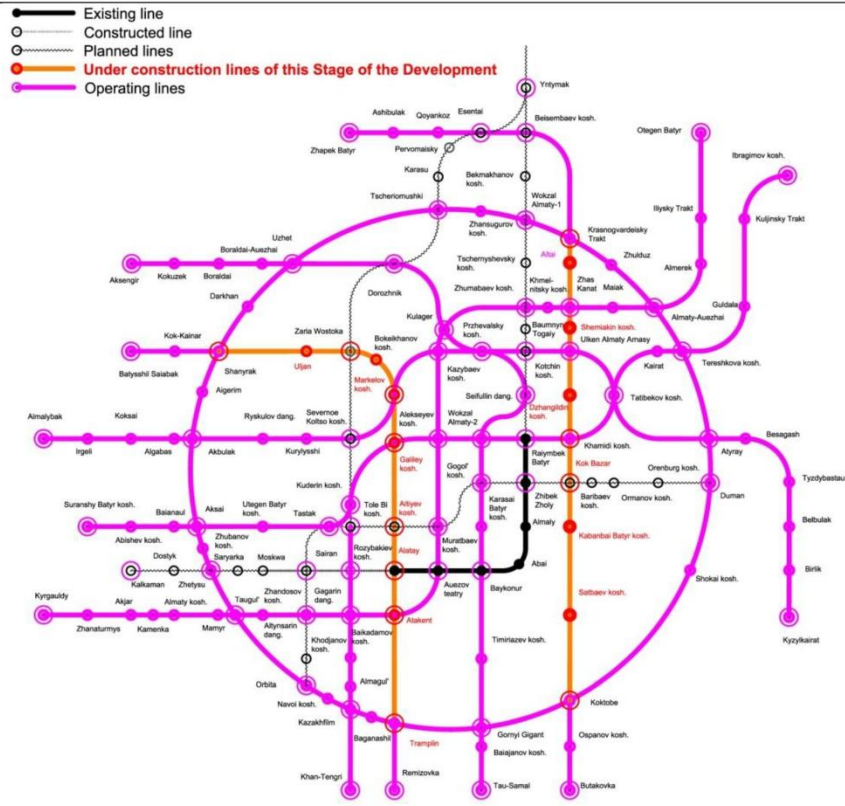 Existing line
Constructed line
Planned lines
Under construction lines of this Stage of the Development
Operating lines
Yntymak
Ashibulak
Qoyankoz
Esentai
Beisembaev kosh.
Otegen Batyr
Zhapek Batyr
Pervomaisky
Ibragimov kosh.
Karasu
Bekmakhanov
kosh.
Tscheriomushki
Wokzal
Almaty-1
Iliysky Trakt
Kuljinsky Trakt
Zhansugurov
kosh.
Krasnogvardeisky
Trakt
Uzhet
Boraldai-Auezhai
Altai
Zhulduz
Tschernyshevsky
kosh.
Almerek
Aksengir
Kokuzek
Boraldai
Dorozhnik
Zhumabaev kosh.
Khmel-
nitsky kosh.
Zhas
Kanat
Maiak
Darkhan
Guldala
Almaty-Auezhai
Kulager
Zaria Wostoka
Bokeikhanov
kosh.
Przhevalsky
kosh.
Baumnyn
Togaiy
Shemiakin kosh.
Ulken Almaty Arnasy
Kok-Kainar
Batysshil Saiabak
Shanyrak
Uljan
Markelov
kosh.
Kazybaev
kosh.
Kotchin
kosh.
Kairat
Tereshkova kosh.
Aigerim
Seifullin dang.
Dzhangildin
kosh.
Tatibekov kosh.
Almalybak
Koksai
Ryskulov dang.
Severnoe
Koltso kosh.
Alekseyev
kosh.
Wokzal
Almaty-2
Besagash
Irgeli
Algabas
Akbulak
Kurylysshi
Galiley
kosh.
Raiymbek
Batyr
Khamidi kosh.
Atyray
Gogol'
kosh.
Kok Bazar
Orenburg kosh.
Kuderin kosh.
Tyzdybastau
Suranshy Batyr kosh.
Baianaul
Aksai
Utegen Batyr
kosh.
Tastak
Tole Bi
kosh.
Altiyev
kosh.
Karasai
Batyr
kosh.
Zhibek
Zholy
Baribaev
kosh.
Ormanov kosh.
Duman
Abishev kosh.
Zhubanov
kosh.
Almaly
Kabanbai Batyr kosh.
Belbulak
Dostyk
Saryarka
Moskwa
Sairan
Rozybakiev
kosh.
Alatay
Muratbaev
kosh.
Abai
Kalkaman
Zhetysu
Shokai kosh.
Birlik
Kyrgauldy
Akjar
Almaty kosh.
Taugul'
Zhandosov
kosh.
Gagarin
dang.
Auezov
teatry
Baykonur
Satbaev kosh.
Zhanaturmys
Kamenka
Mamyr
Altynsarin
dang.
Khodjanov
kosh.
Baikadamov
kosh.
Atakent
Timiriazev kosh.
Kyzylkairat
Orbita
Almagul'
Navoi kosh.
Koktobe
Kazakhfilm
Baganashil
Tramplin
Gornyi Gigant
Baiajanov kosh.
Ospanov kosh.
Khan-Tengri
Remizovka
Tau-Samal
Butakovka